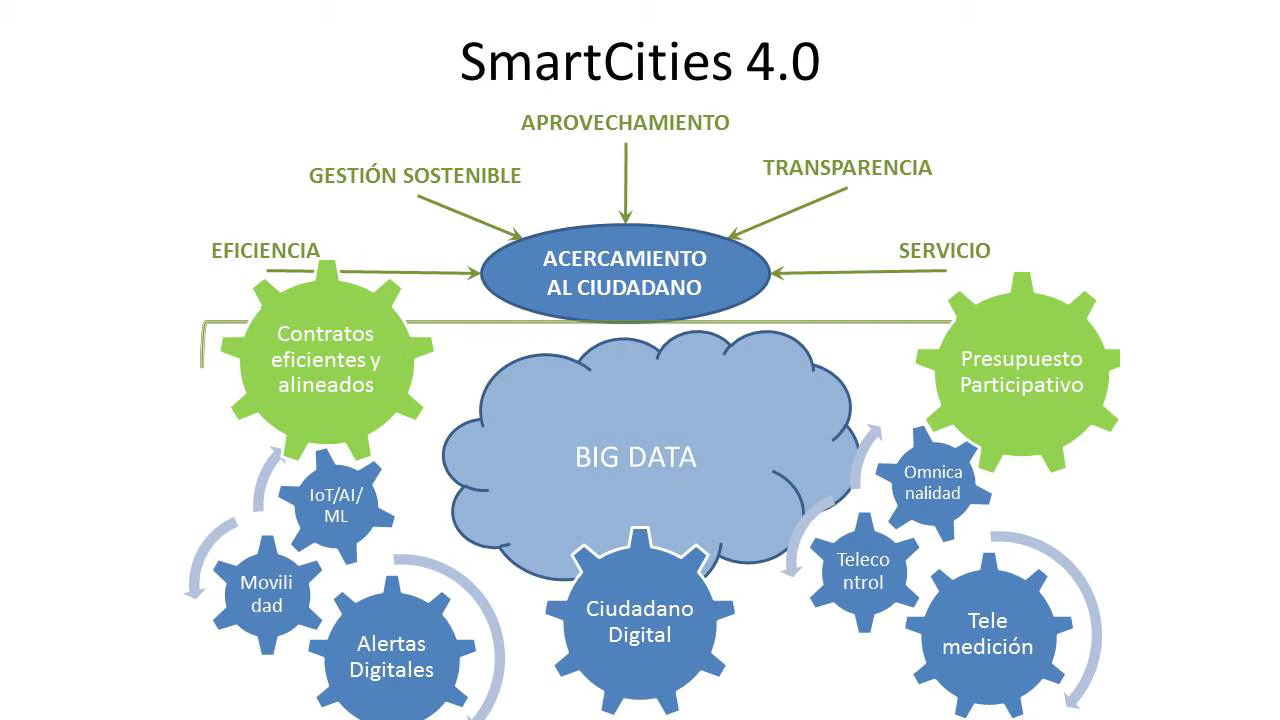 SmartCities 4.0
APROVECHAMIENTO
GESTIÓN SOSTENIBLE
TRANSPARENCIA
EFICIENCIA
SERVICIO
ACERCAMIENTO
AL CIUDADANO
Contratos
eficientes y
alineados
Presupuesto
Participativo
BIG DATA
IoT/AI/
ML
Omnica
nalidad
Movili
dad
Teleco
ntrol
Alertas
Digitales
Ciudadano
Digital
Tele
medición